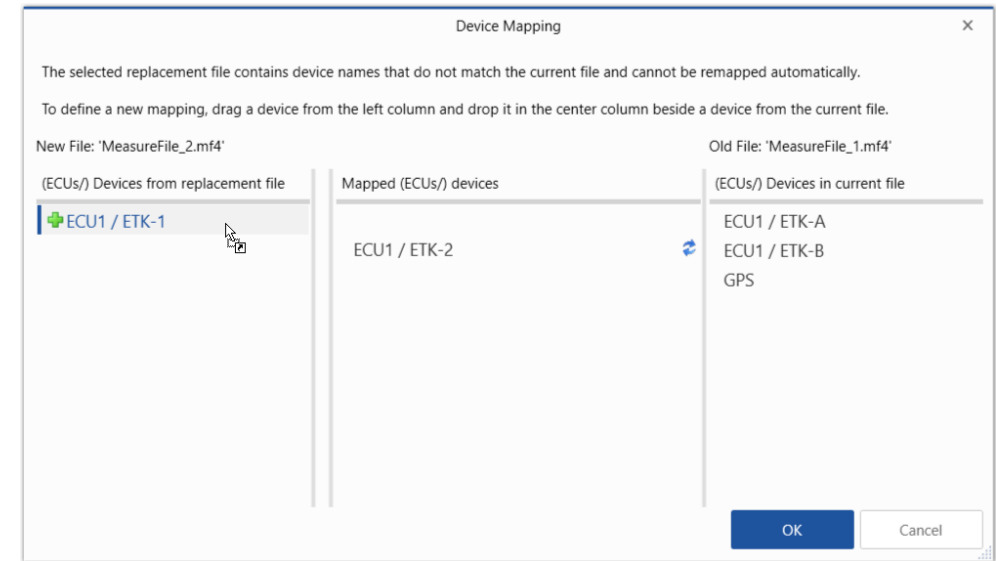 Device Mapping
The selected replacement file contains device names that do not match the current file and cannot be remapped automatically.
To define a new mapping, drag a device from the left column and drop it in the center column beside a device from the current file.
New File: 'MeasureFile_2.mf4'
Old File: 'MeasureFile_1.mf4'
(ECUs/) Devices from replacement file
Mapped (ECUs/) devices
(ECUs/) Devices in current file
ECU1 / ETK-1
ECU1 / ETK-A
ECU1 / ETK-2
ECU1 / ETK-B
GPS
OK
Cancel